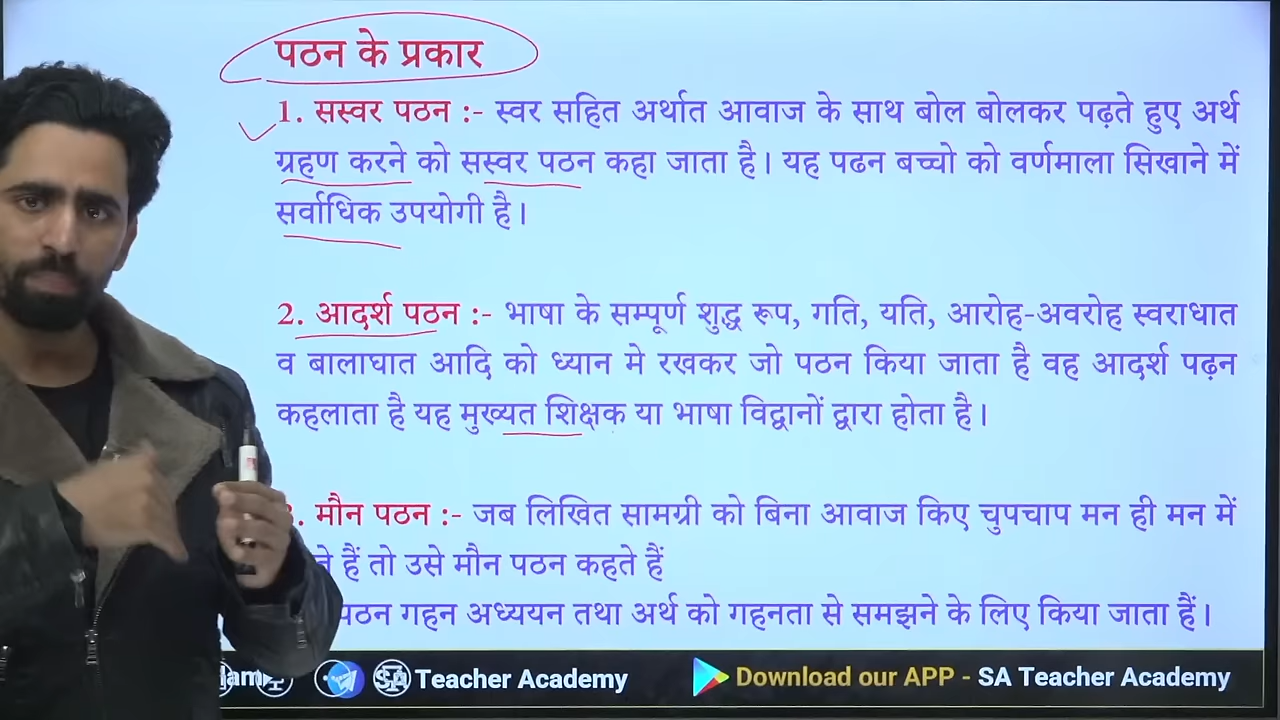 पठन के प्रकार
1. सस्वर पठन :- स्वर सहित अर्थात आवाज के साथ बोल बोलकर पढ़ते हुए अर्थ
ग्रहण करने को सस्वर पठन कहा जाता है। यह पढन बच्चो को वर्णमाला सिखाने में
सर्वाधिक उपयोगी है।
2. आदर्श पठन :- भाषा के सम्पूर्ण शुद्ध रूप, गति, यति, आरोह-अवरोह स्वराधात
व बालाघात आदि को ध्यान मे रखकर जो पठन किया जाता है वह आदर्श पढ़न
कहलाता है यह मुख्यत शिक्षक या भाषा विद्वानों द्वारा होता है।
मौन पठन :- जब लिखित सामग्री को बिना आवाज किए चुपचाप मन ही मन में
हैं तो उसे मौन पठन कहते हैं
पठन गहन अध्ययन तथा अर्थ को गहनता से समझने के लिए किया जाता हैं।
SA Teacher Academy Download our APP - SA Teacher Academy